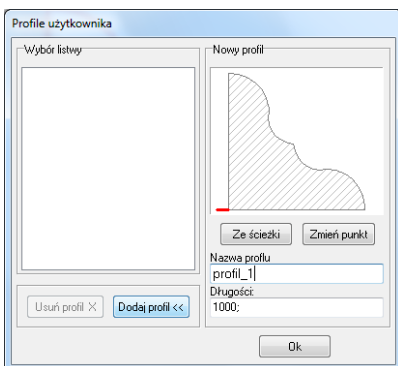 Profile użytkownika
Wybór listwy
Nowy profil
Ze ścieżki
Zmień punkt
Nazwa proflu
profil_1
Długości:
1000;
Usuń profil X
Dodaj profil <<
Ok